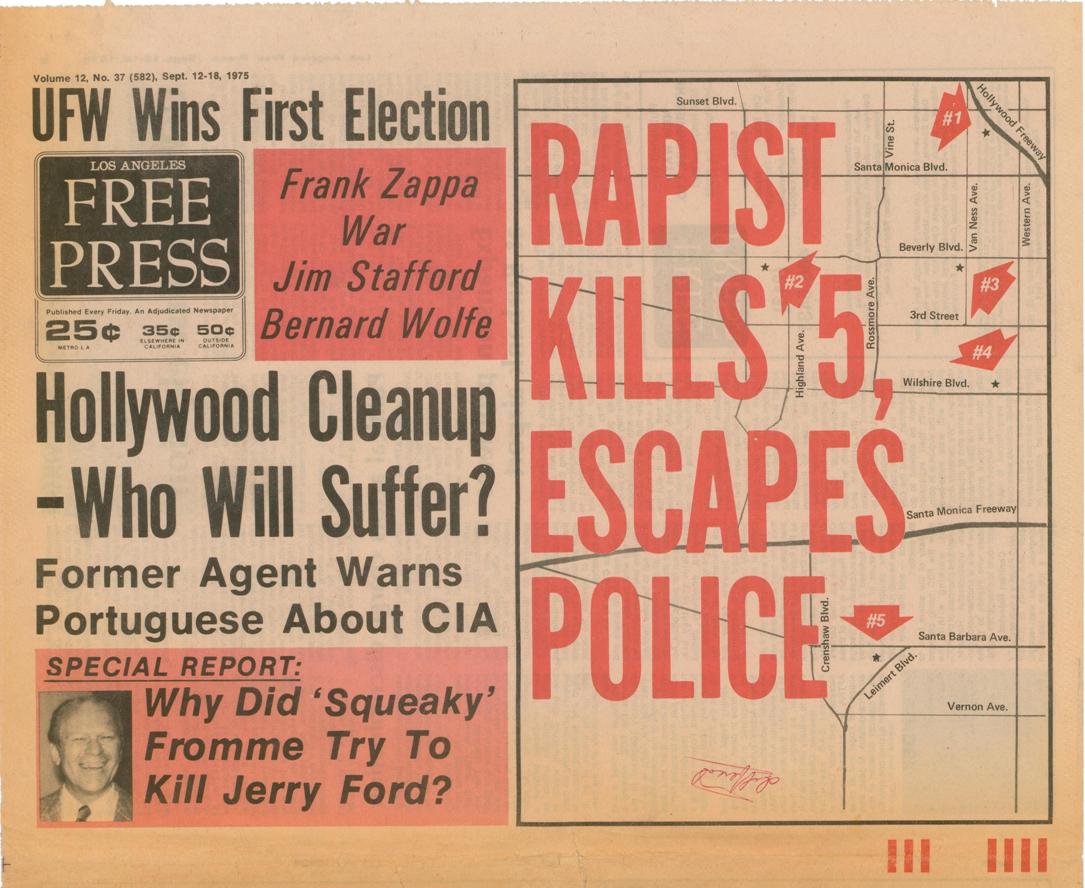 Volume 12, No. 37 (582), Sept. 12-18, 1975
UFW Wins First Election
LOS ANGELES
FREE
PRESS
Published Every Friday. An Adjudicated Newspaper
25¢ 35¢ 50¢
METRO L A ELSEWHERE IN OUTSIDE
CALIFORNIA CALIFORNIA
Frank Zappa
War
Jim Stafford
Bernard Wolfe
Hollywood Cleanup
-Who Will Suffer?
Former Agent Warns
Portuguese About CIA
SPECIAL REPORT:
Why Did ‘Squeaky’
Fromme Try To
Kill Jerry Ford?
RAPIST
KILLS 5,
ESCAPES
POLICE
Sunset Blvd.
#1
Hollywood Freeway
Vine St.
Santa Monica Blvd.
Van Ness Ave.
Western Ave.
Beverly Blvd.
#2
#3
Rossmore Ave.
3rd Street
Highland Ave.
#4
Wilshire Blvd.
Santa Monica Freeway
Crenshaw Blvd.
#5
Santa Barbara Ave.
Leimert Blvd.
Vernon Ave.